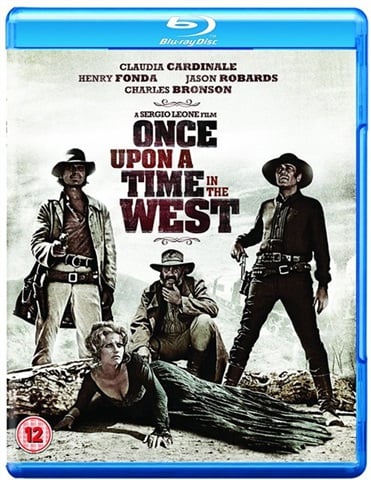 Blu-ray Disc
CLAUDIA CARDINALE
HENRY FONDA JASON ROBARDS
CHARLES BRONSON
A SERGIO LEONE FILM
ONCE
UPON A
TIME IN THE
WEST
12